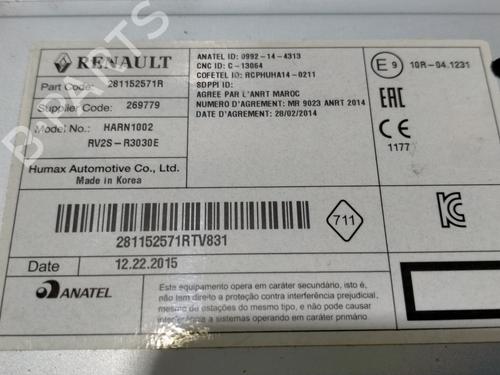 RENAULT
Part Code: 281152571R
Supplier Code: 269779
Model No.: HARN1002
RV2S-R3030E
Humax Automotive Co., Ltd.
Made in Korea
ANATEL ID: 0992-14-4313
CNC ID: C-13064
COFETEL ID: RCPHUHA14-0211
SDPPI ID:
AGREE PAR L'ANRT MAROC
NUMERO D'AGREMENT: MR 9023 ANRT 2014
DATE D'AGREMENT: 28/02/2014
E 9 10R-04.1231
EAC
CE
1177
281152571RTV831
711
Date 12.22.2015
ANATEL
Este equipamento opera em caráter secundário, isto é,
não tem direito a proteção contra interferência prejudicial,
mesmo de estações do mesmo tipo, e não pode causar
interferência a sistemas operando em caráter primário
B PARTS